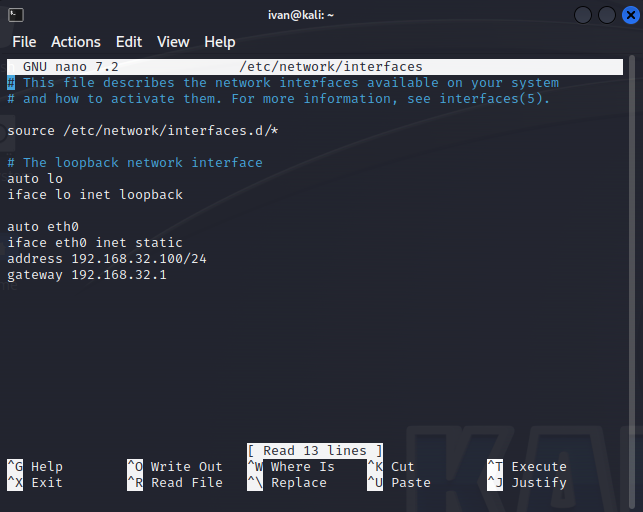 ivan@kali: ~
File Actions Edit View Help
GNU nano 7.2 /etc/network/interfaces
# This file describes the network interfaces available on your system
# and how to activate them. For more information, see interfaces(5).
source /etc/network/interfaces.d/*
# The loopback network interface
auto lo
iface lo inet loopback
auto eth0
iface eth0 inet static
address 192.168.32.100/24
gateway 192.168.32.1
[ Read 13 lines ]
^G Help ^O Write Out ^W Where Is ^K Cut ^T Execute
^X Exit ^R Read File ^\ Replace ^U Paste ^J Justify